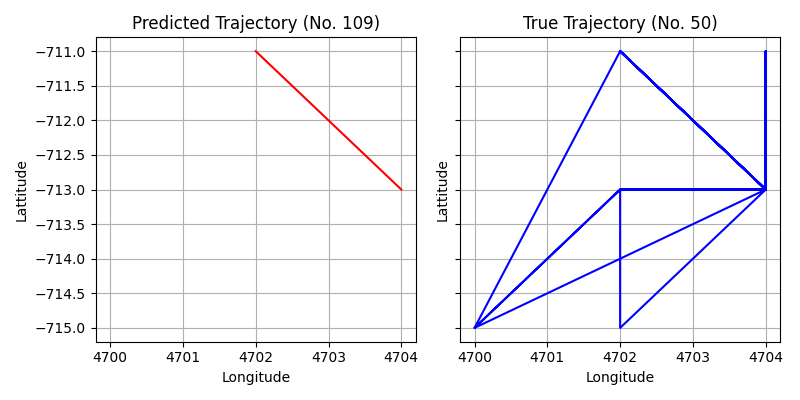 Predicted Trajectory (No. 109)
True Trajectory (No. 50)
−711.0
−711.5
−712.0
−712.5
−713.0
−713.5
−714.0
−714.5
−715.0
Lattitude
Lattitude
4700 4701 4702 4703 4704
4700 4701 4702 4703 4704
Longitude
Longitude